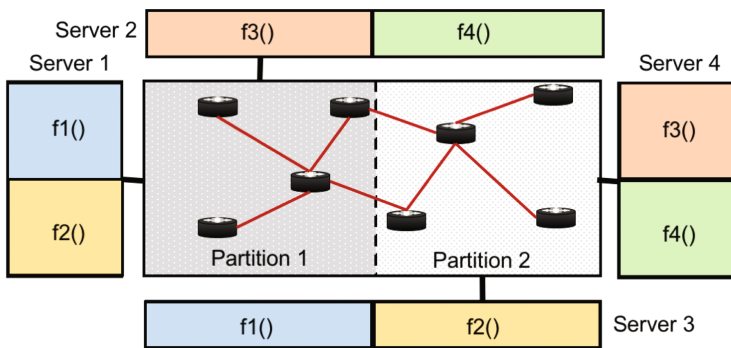 Server 2
f3()
f4()
Server 1
Server 4
f1()
f3()
f2()
f4()
Partition 1
Partition 2
f1()
f2()
Server 3